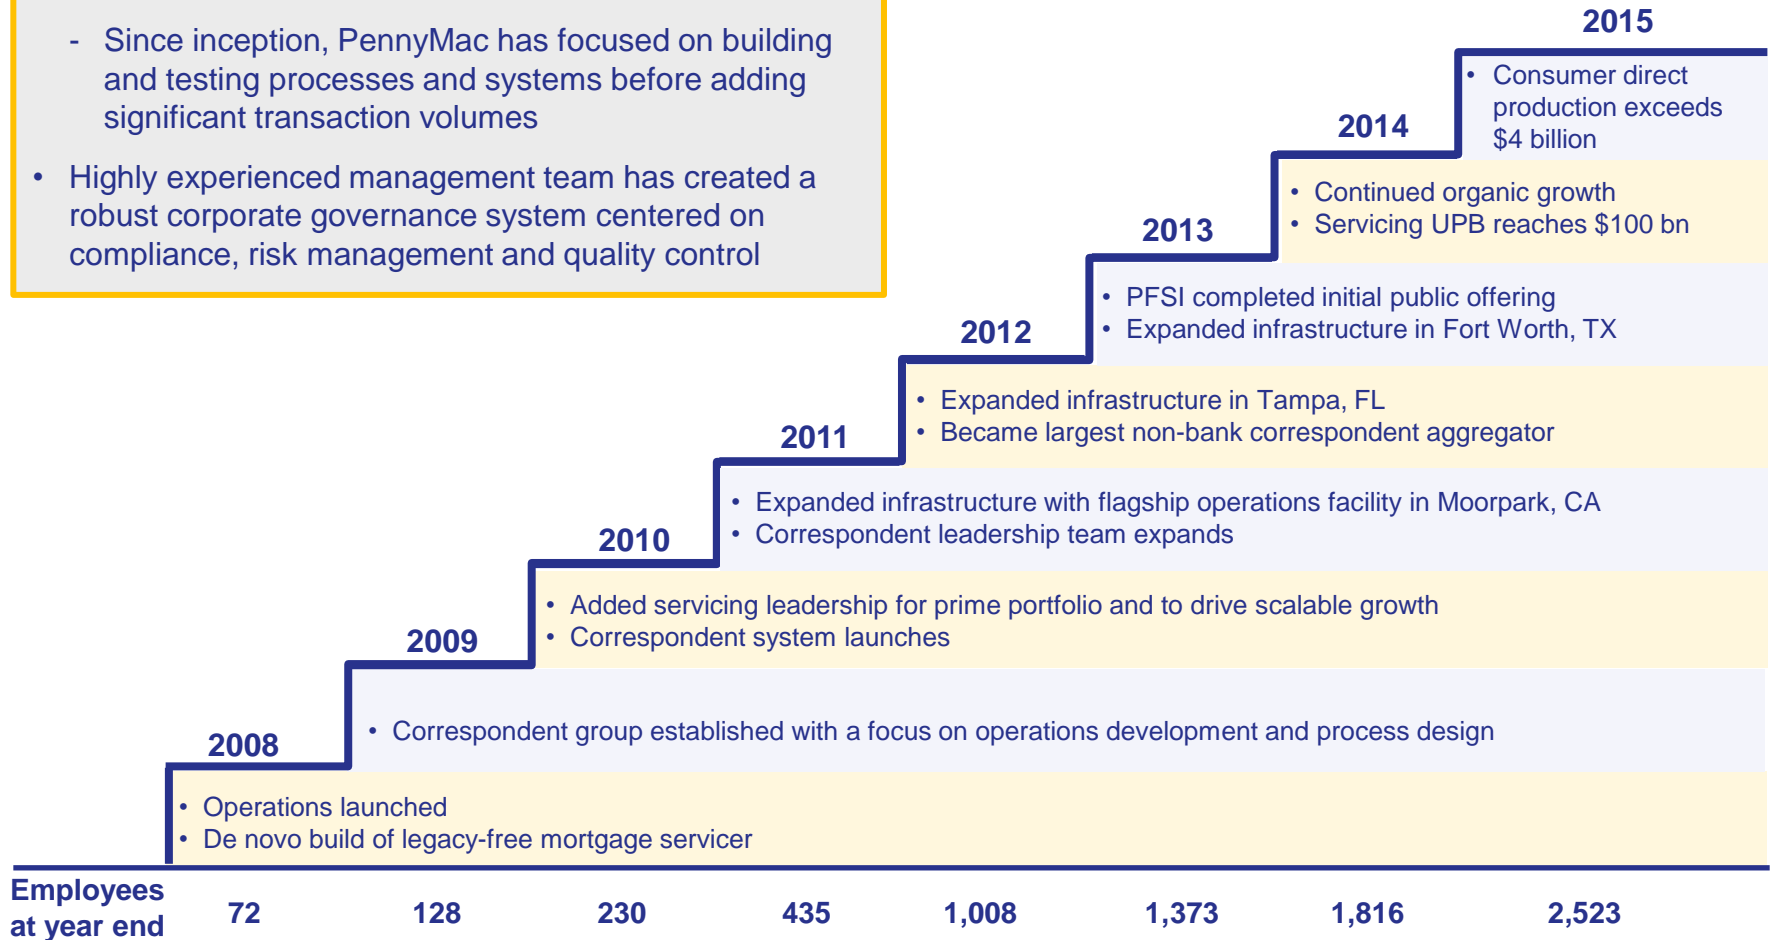 - Since inception, PennyMac has focused on building
and testing processes and systems before adding
significant transaction volumes
• Highly experienced management team has created a
robust corporate governance system centered on
compliance, risk management and quality control
2015
• Consumer direct
production exceeds
$4 billion
2014
• Continued organic growth
• Servicing UPB reaches $100 bn
2013
• PFSI completed initial public offering
• Expanded infrastructure in Fort Worth, TX
2012
• Expanded infrastructure in Tampa, FL
• Became largest non-bank correspondent aggregator
2011
• Expanded infrastructure with flagship operations facility in Moorpark, CA
• Correspondent leadership team expands
2010
• Added servicing leadership for prime portfolio and to drive scalable growth
• Correspondent system launches
2009
• Correspondent group established with a focus on operations development and process design
2008
• Operations launched
• De novo build of legacy-free mortgage servicer
Employees
at year end
72 128 230 435 1,008 1,373 1,816 2,523